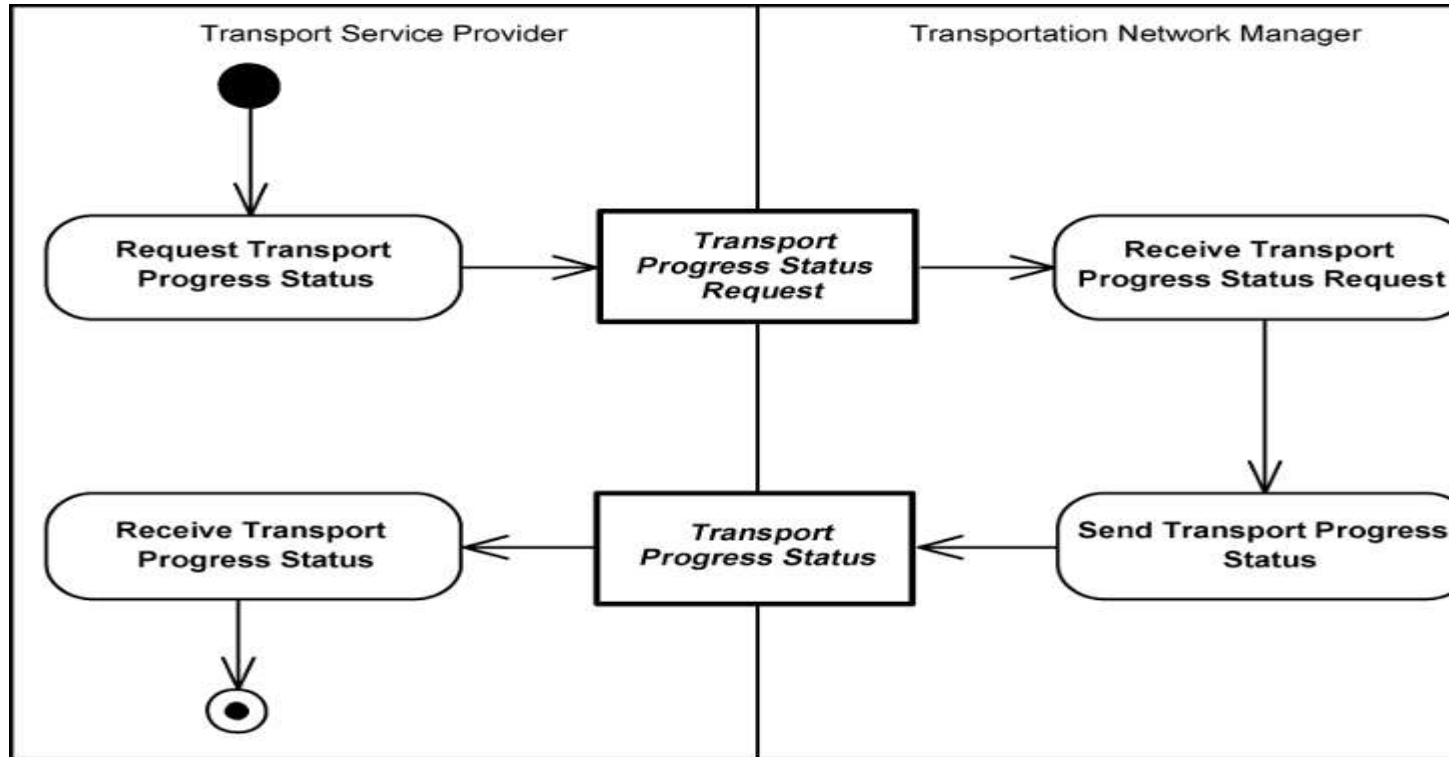 Transport Service Provider
Transportation Network Manager
Request Transport
Progress Status
Transport
Progress Status
Request
Receive Transport
Progress Status Request
Receive Transport
Progress Status
Transport
Progress Status
Send Transport Progress
Status